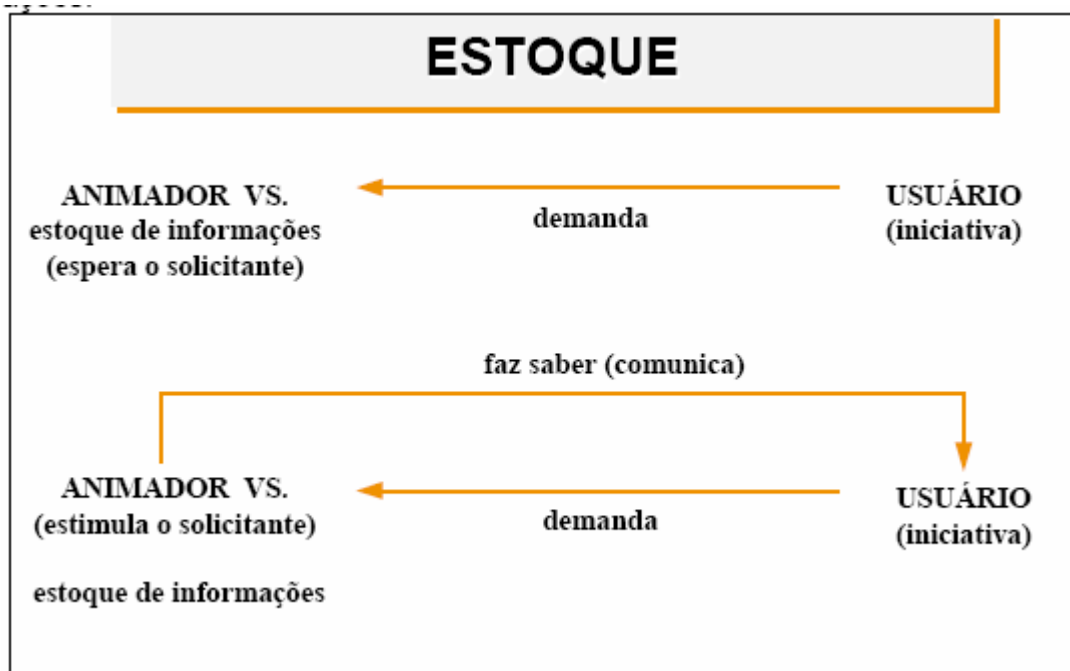 ESTOQUE
ANIMADOR VS.
estoque de informações
(espera o solicitante)
demanda
USUÁRIO
(iniciativa)
faz saber (comunica)
ANIMADOR VS.
(estimula o solicitante)
estoque de informações
demanda
USUÁRIO
(iniciativa)